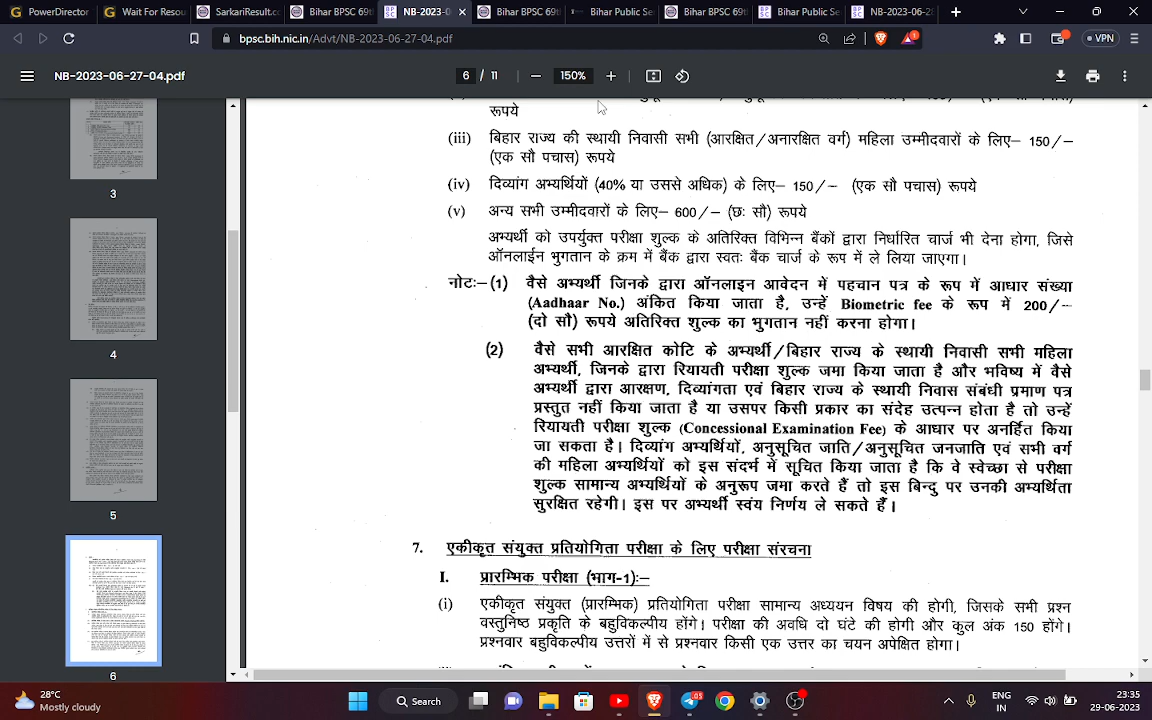 PowerDirector
Wait For Resou
SarkariResult.c
Bihar BPSC 69t
NB-2023-0
Bihar BPSC 69t
Bihar Public Se
Bihar BPSC 69t
Bihar Public Se
NB-2023-06-2
bpsc.bih.nic.in/Advt/NB-2023-06-27-04.pdf
1
VPN
NB-2023-06-27-04.pdf
6 / 11
150%
रूपये
(iii) बिहार राज्य की स्थायी निवासी सभी (आरक्षित/अनारक्षित वर्ग) महिला उम्मीदवारों के लिए– 150/–
(एक सौ पचास) रूपये
(iv) दिव्यांग अभ्यर्थियों (40% या उससे अधिक) के लिए– 150/– (एक सौ पचास) रूपये
(v) अन्य सभी उम्मीदवारों के लिए– 600/– (छः सौ) रूपये
अभ्यर्थी को उपर्युक्त परीक्षा शुल्क के अतिरिक्त विभिन्न बैंकों द्वारा निर्धारित चार्ज भी देना होगा, जिसे
ऑनलाईन भुगतान के क्रम में बैंक द्वारा स्वतः बैंक चार्ज के रूप में ले लिया जाएगा।
नोटः– (1) वैसे अभ्यर्थी जिनके द्वारा ऑनलाइन आवेदन में पहचान पत्र के रूप में आधार संख्या
(Aadhaar No.) अंकित किया जाता है, उन्हें Biometric fee के रूप में 200/–
(दो सौ) रूपये अतिरिक्त शुल्क का भुगतान नहीं करना होगा।
(2) वैसे सभी आरक्षित कोटि के अभ्यर्थी/बिहार राज्य के स्थायी निवासी सभी महिला
अभ्यर्थी, जिनके द्वारा रियायती परीक्षा शुल्क जमा किया जाता है और भविष्य में वैसे
अभ्यर्थी द्वारा आरक्षण, दिव्यांगता एवं बिहार राज्य के स्थायी निवास संबंधी प्रमाण पत्र
प्रस्तुत नहीं किया जाता है या उसपर किसी प्रकार का संदेह उत्पन्न होता है तो उन्हें
रियायती परीक्षा शुल्क (Concessional Examination Fee) के आधार पर अनर्हित किया
जा सकता है। दिव्यांग अभ्यर्थियों, अनुसूचित जाति/अनुसूचित जनजाति एवं सभी वर्ग
की महिला अभ्यर्थियों को इस संदर्भ में सूचित किया जाता है कि वे स्वेच्छा से परीक्षा
शुल्क सामान्य अभ्यर्थियों के अनुरूप जमा करते हैं तो इस बिन्दु पर उनकी अभ्यर्थिता
सुरक्षित रहेगी। इस पर अभ्यर्थी स्वंय निर्णय ले सकते हैं।
7. एकीकृत संयुक्त प्रतियोगिता परीक्षा के लिए परीक्षा संरचना
I. प्रारम्भिक परीक्षा (भाग-1):–
(i) एकीकृत संयुक्त (प्रारम्भिक) प्रतियोगिता परीक्षा सामान्य अध्ययन विषय की होगी, जिसके सभी प्रश्न
वस्तुनिष्ठ प्रकृति के बहुविकल्पीय होंगे। परीक्षा की अवधि दो घंटे की होगी और कुल अंक 150 होंगे।
प्रश्नवार बहुविकल्पीय उत्तरों में से प्रश्नवार किसी एक उत्तर का चयन अपेक्षित होगा।
3
4
5
6
28°C
Mostly cloudy
Search
ENG
IN
23:35
29-06-2023